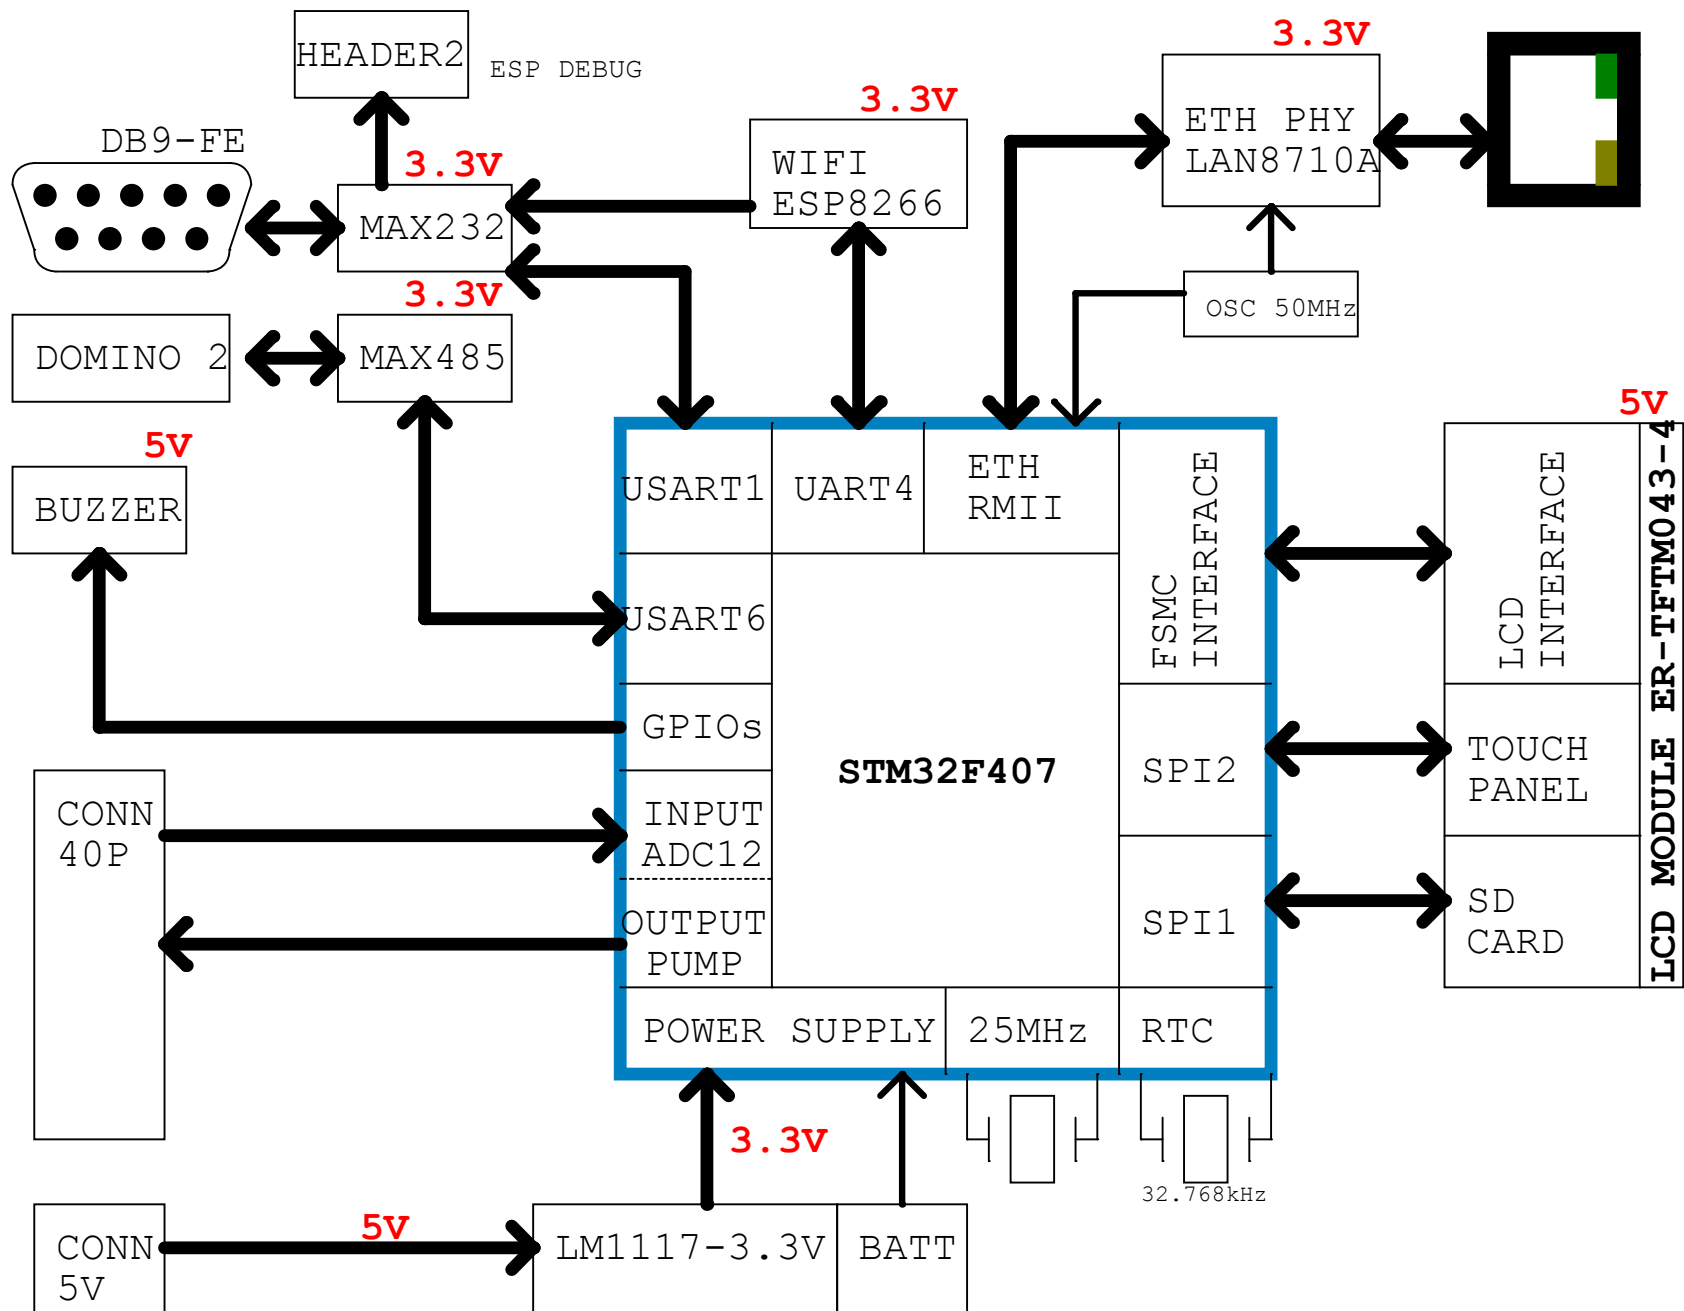 3.3V
HEADER2
ESP DEBUG
3.3V
ETH PHY
LAN8710A
DB9-FE
3.3V
WIFI
ESP8266
MAX232
3.3V
OSC 50MHz
DOMINO 2
MAX485
5V
5V
BUZZER
USART1
UART4
ETH
RMII
FSMC
INTERFACE
LCD
INTERFACE
LCD MODULE ER-TFTM043-4
USART6
GPIOs
STM32F407
SPI2
TOUCH
PANEL
CONN
40P
INPUT
ADC12
OUTPUT
PUMP
SPI1
SD
CARD
POWER SUPPLY
25MHz
RTC
3.3V
32.768kHz
5V
CONN
5V
LM1117-3.3V
BATT